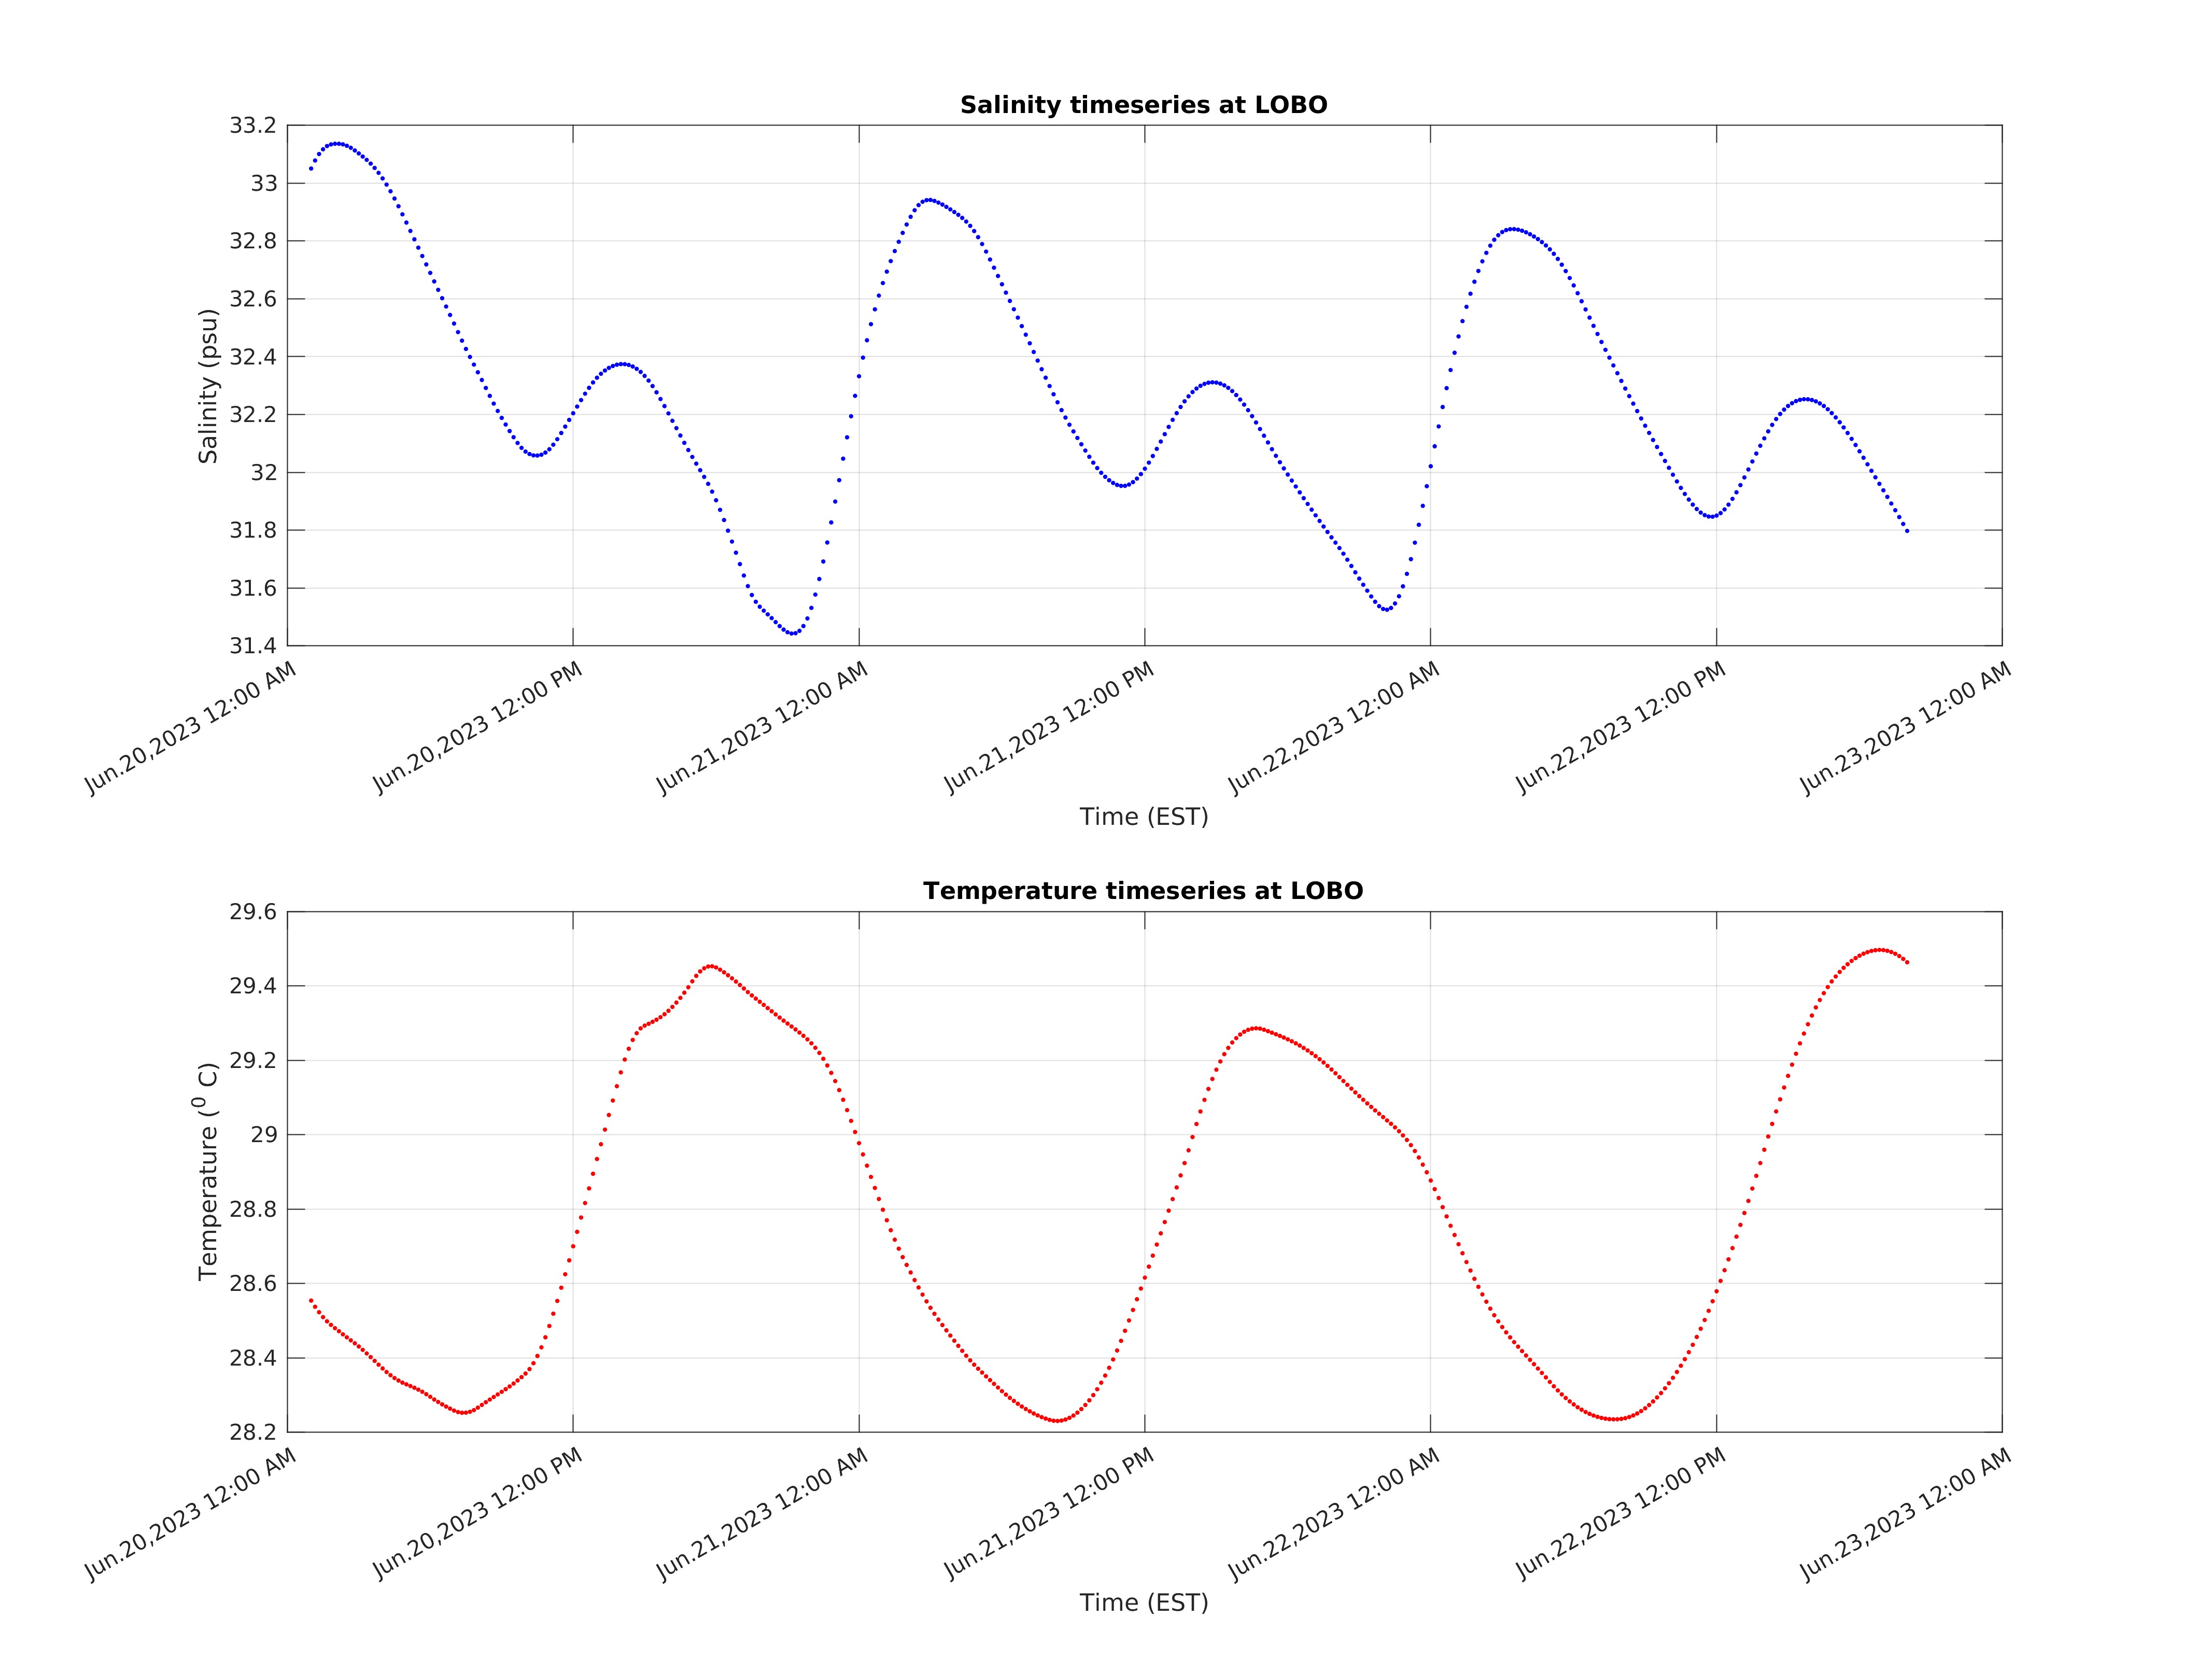 Salinity timeseries at LOBO
Salinity (psu)
33.2
33
32.8
32.6
32.4
32.2
32
31.8
31.6
31.4
Jun.20,2023 12:00 AM
Jun.20,2023 12:00 PM
Jun.21,2023 12:00 AM
Jun.21,2023 12:00 PM
Jun.22,2023 12:00 AM
Jun.22,2023 12:00 PM
Jun.23,2023 12:00 AM
Time (EST)
Temperature timeseries at LOBO
Temperature (⁰ C)
29.6
29.4
29.2
29
28.8
28.6
28.4
28.2
Jun.20,2023 12:00 AM
Jun.20,2023 12:00 PM
Jun.21,2023 12:00 AM
Jun.21,2023 12:00 PM
Jun.22,2023 12:00 AM
Jun.22,2023 12:00 PM
Jun.23,2023 12:00 AM
Time (EST)